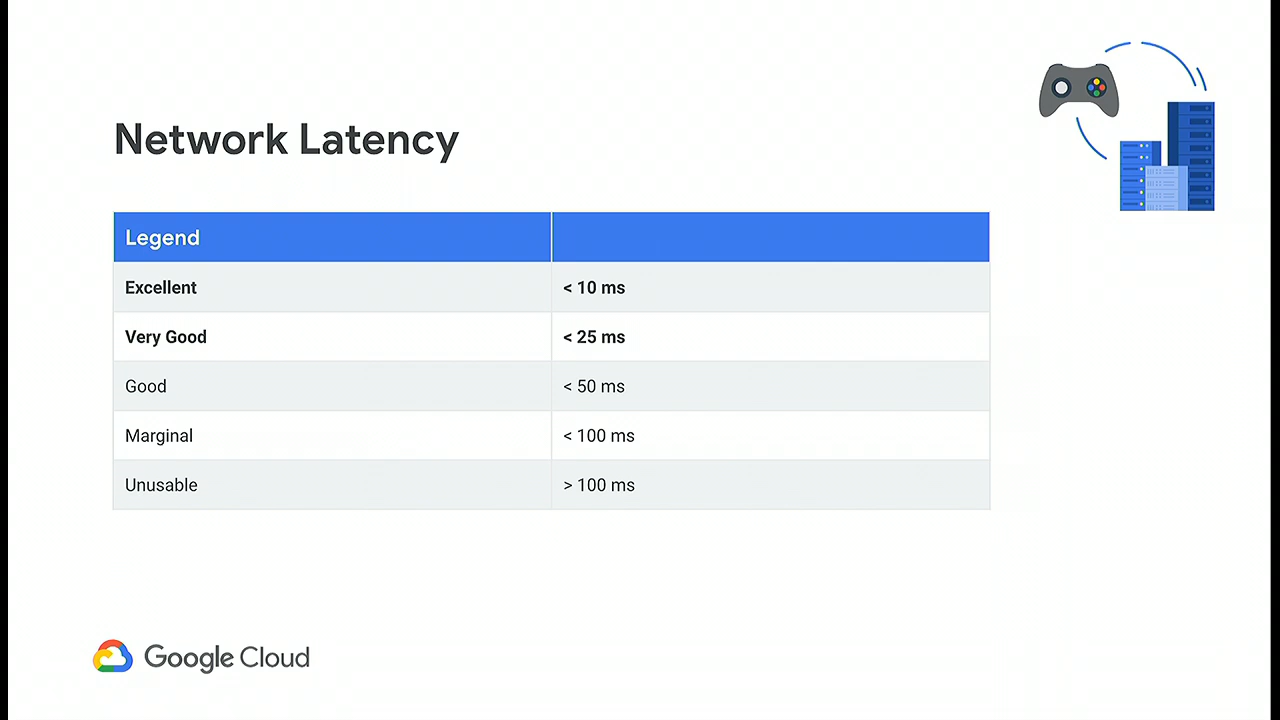 Network Latency
Legend
Excellent < 10 ms
Very Good < 25 ms
Good < 50 ms
Marginal < 100 ms
Unusable > 100 ms
Google Cloud